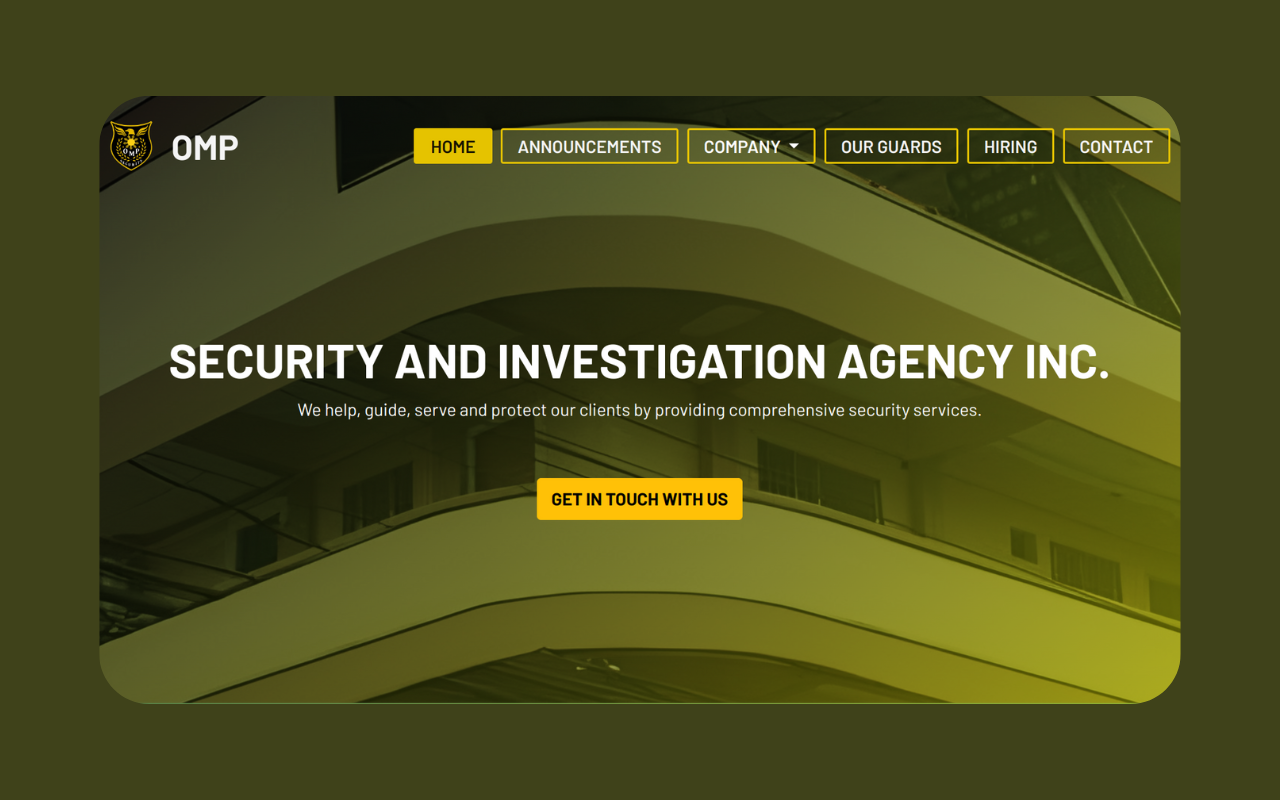 OMP
HOME
ANNOUNCEMENTS
COMPANY
OUR GUARDS
HIRING
CONTACT
SECURITY AND INVESTIGATION AGENCY INC.
We help, guide, serve and protect our clients by providing comprehensive security services.
GET IN TOUCH WITH US